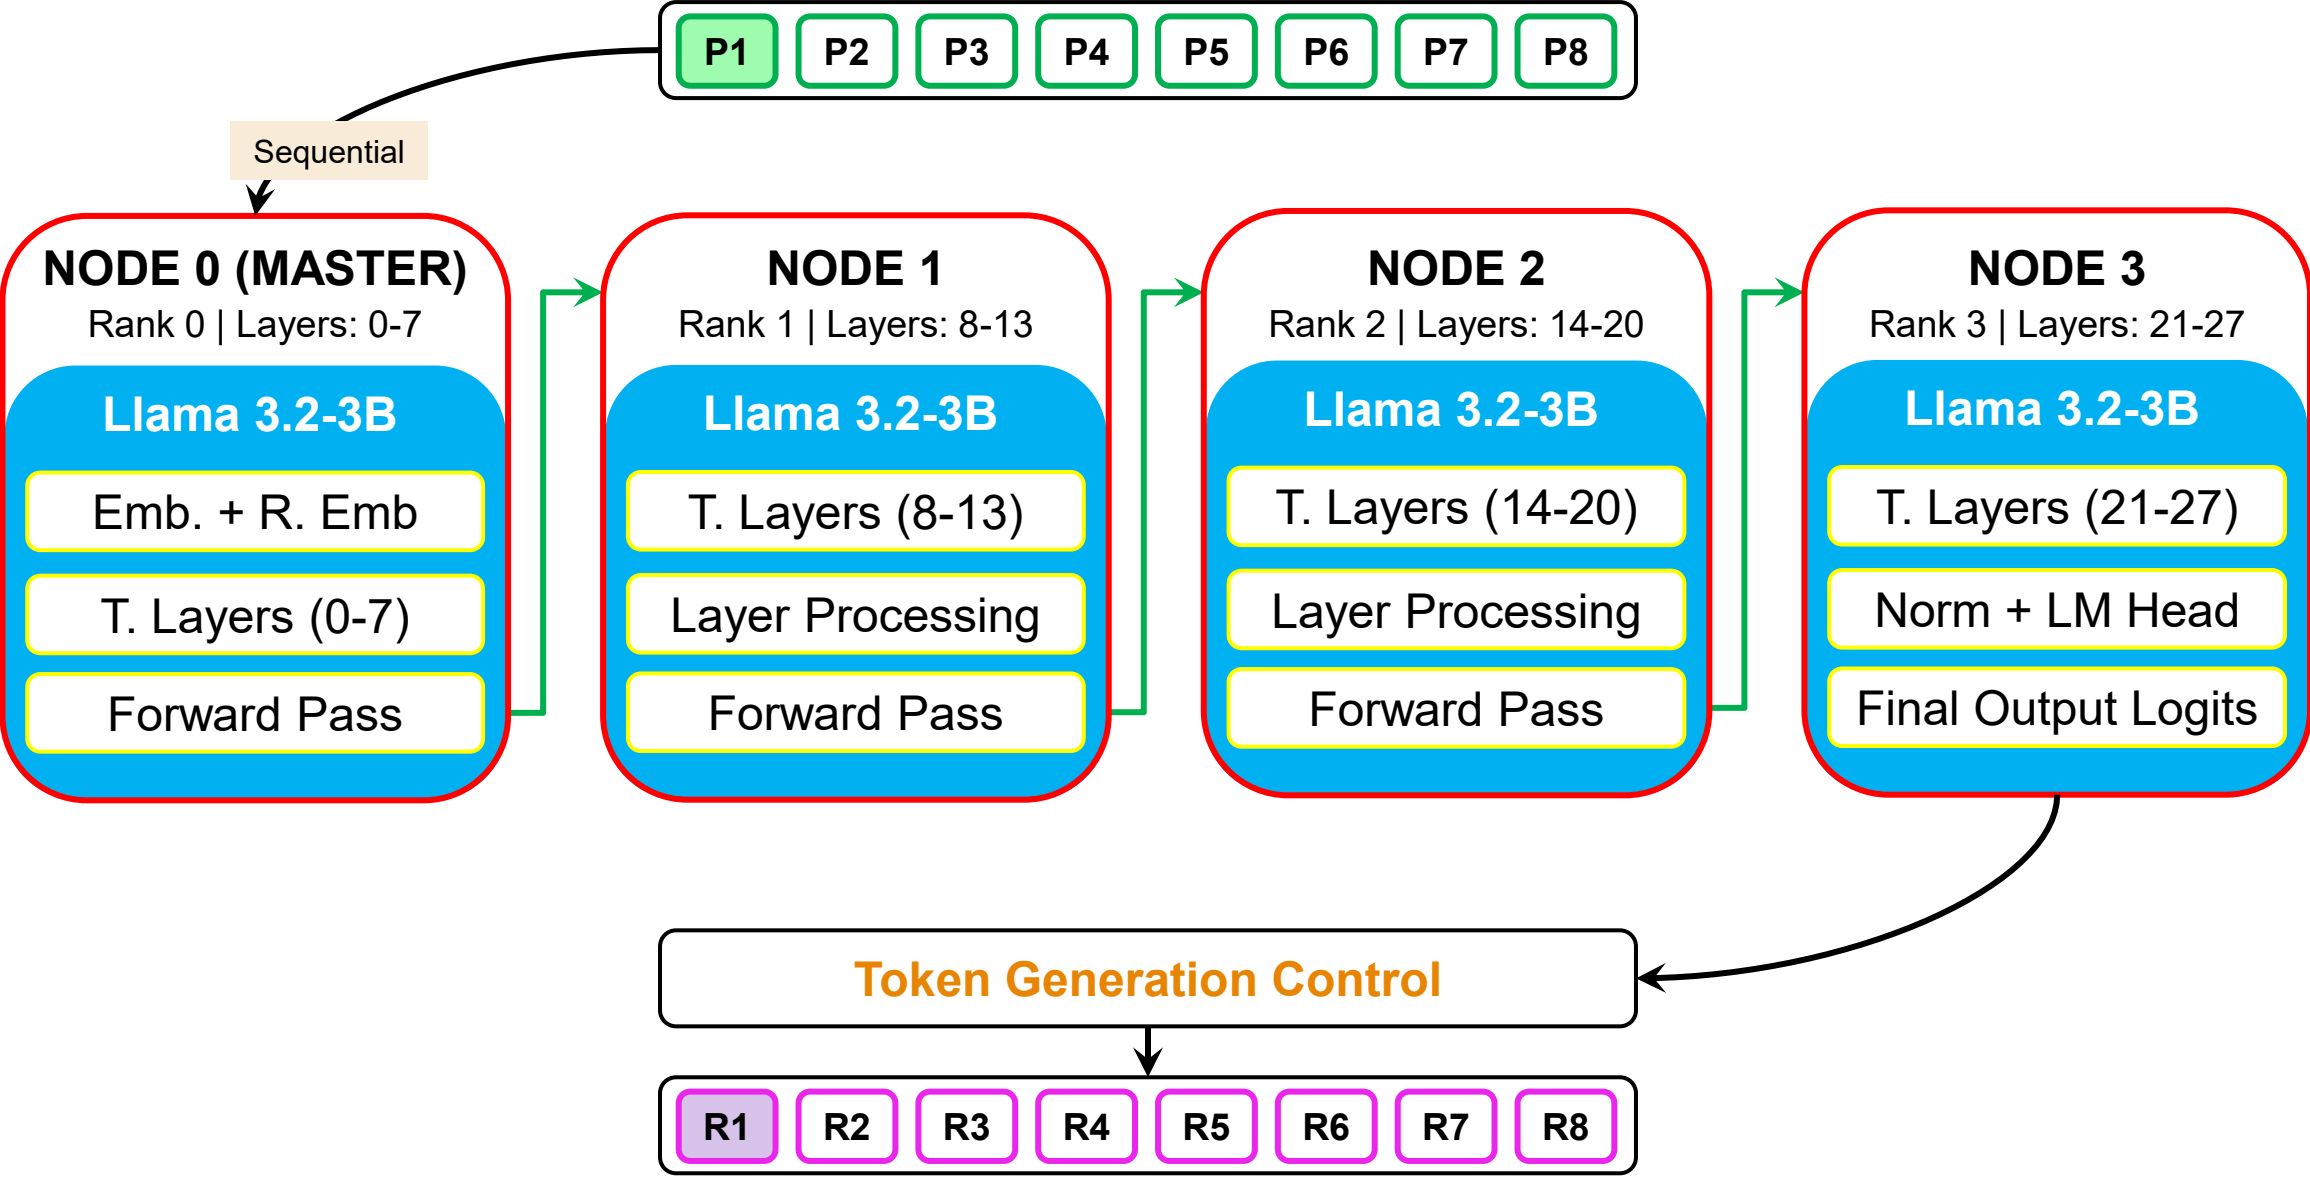 P1 P2 P3 P4 P5 P6 P7 P8
Sequential
NODE 0 (MASTER)
Rank 0 | Layers: 0-7
Llama 3.2-3B
Emb. + R. Emb
T. Layers (0-7)
Forward Pass
NODE 1
Rank 1 | Layers: 8-13
Llama 3.2-3B
T. Layers (8-13)
Layer Processing
Forward Pass
NODE 2
Rank 2 | Layers: 14-20
Llama 3.2-3B
T. Layers (14-20)
Layer Processing
Forward Pass
NODE 3
Rank 3 | Layers: 21-27
Llama 3.2-3B
T. Layers (21-27)
Norm + LM Head
Final Output Logits
Token Generation Control
R1 R2 R3 R4 R5 R6 R7 R8